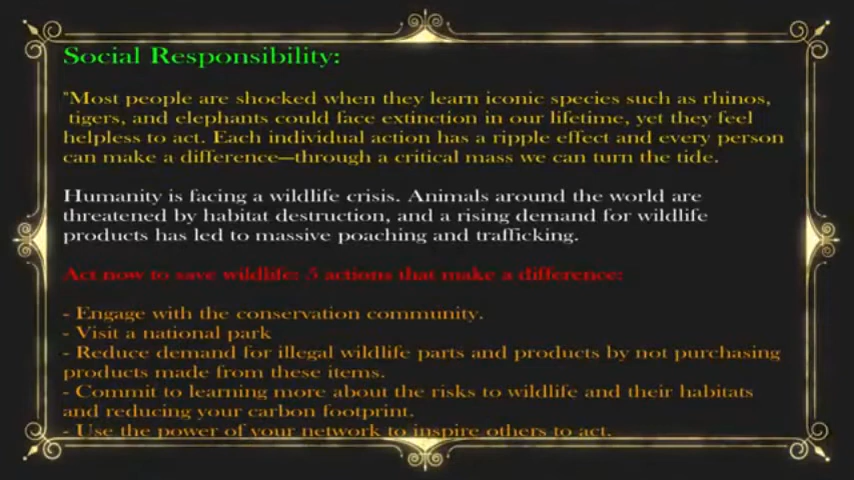 Social Responsibility:
"Most people are shocked when they learn iconic species such as rhinos,
tigers, and elephants could face extinction in our lifetime, yet they feel
helpless to act. Each individual action has a ripple effect and every person
can make a difference—through a critical mass we can turn the tide.
Humanity is facing a wildlife crisis. Animals around the world are
threatened by habitat destruction, and a rising demand for wildlife
products has led to massive poaching and trafficking.
Act now to save wildlife: 5 actions that make a difference:
- Engage with the conservation community.
- Visit a national park
- Reduce demand for illegal wildlife parts and products by not purchasing
products made from these items.
- Commit to learning more about the risks to wildlife and their habitats
and reducing your carbon footprint.
- Use the power of your network to inspire others to act.